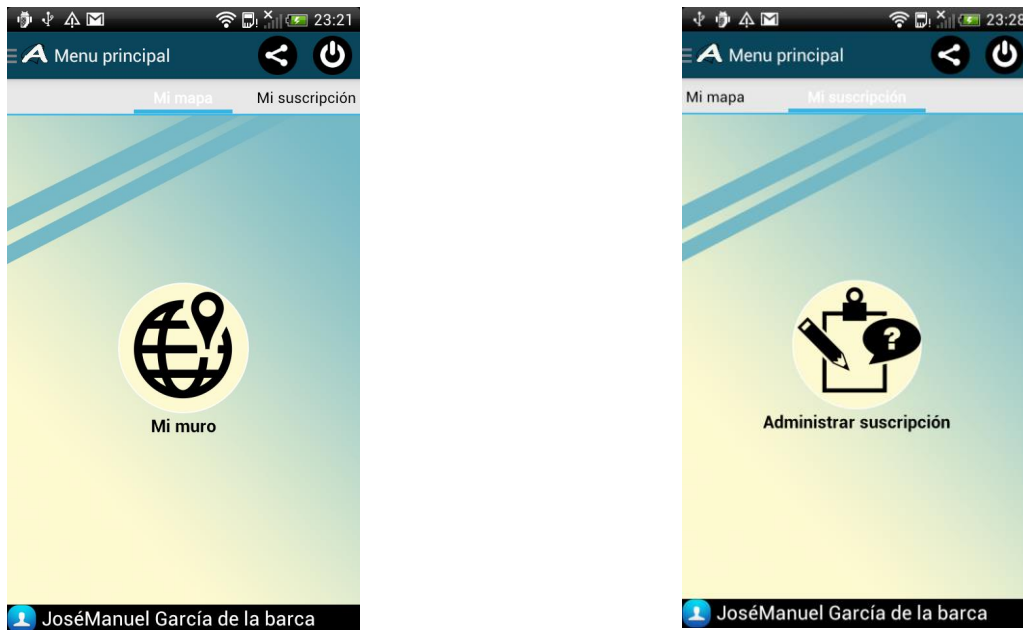 23:21
Menu principal
Mi mapa Mi suscripción
Mi muro
JoséManuel García de la barca
23:28
Menu principal
Mi mapa Mi suscripción
?
Administrar suscripción
JoséManuel García de la barca